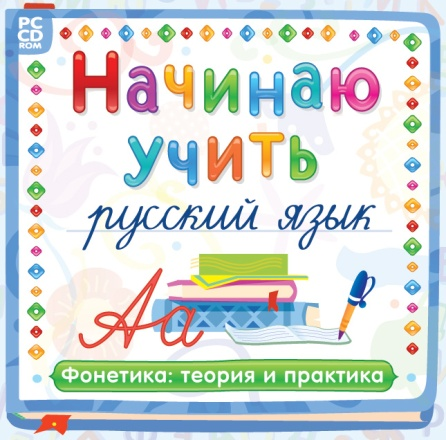 PC
CD
ROM
Начинаю
учить
русский язык
Аа
Фонетика: теория и практика